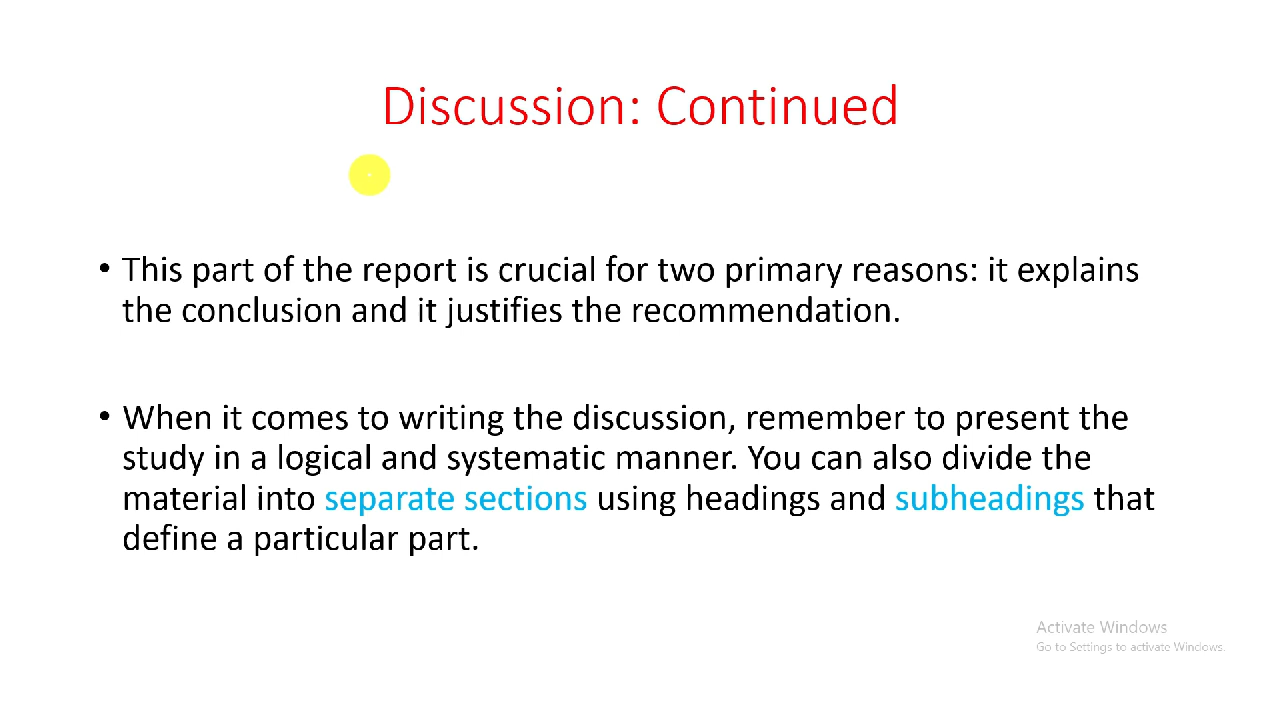 Discussion: Continued
• This part of the report is crucial for two primary reasons: it explains
the conclusion and it justifies the recommendation.
• When it comes to writing the discussion, remember to present the
study in a logical and systematic manner. You can also divide the
material into separate sections using headings and subheadings that
define a particular part.
Activate Windows
Go to Settings to activate Windows.